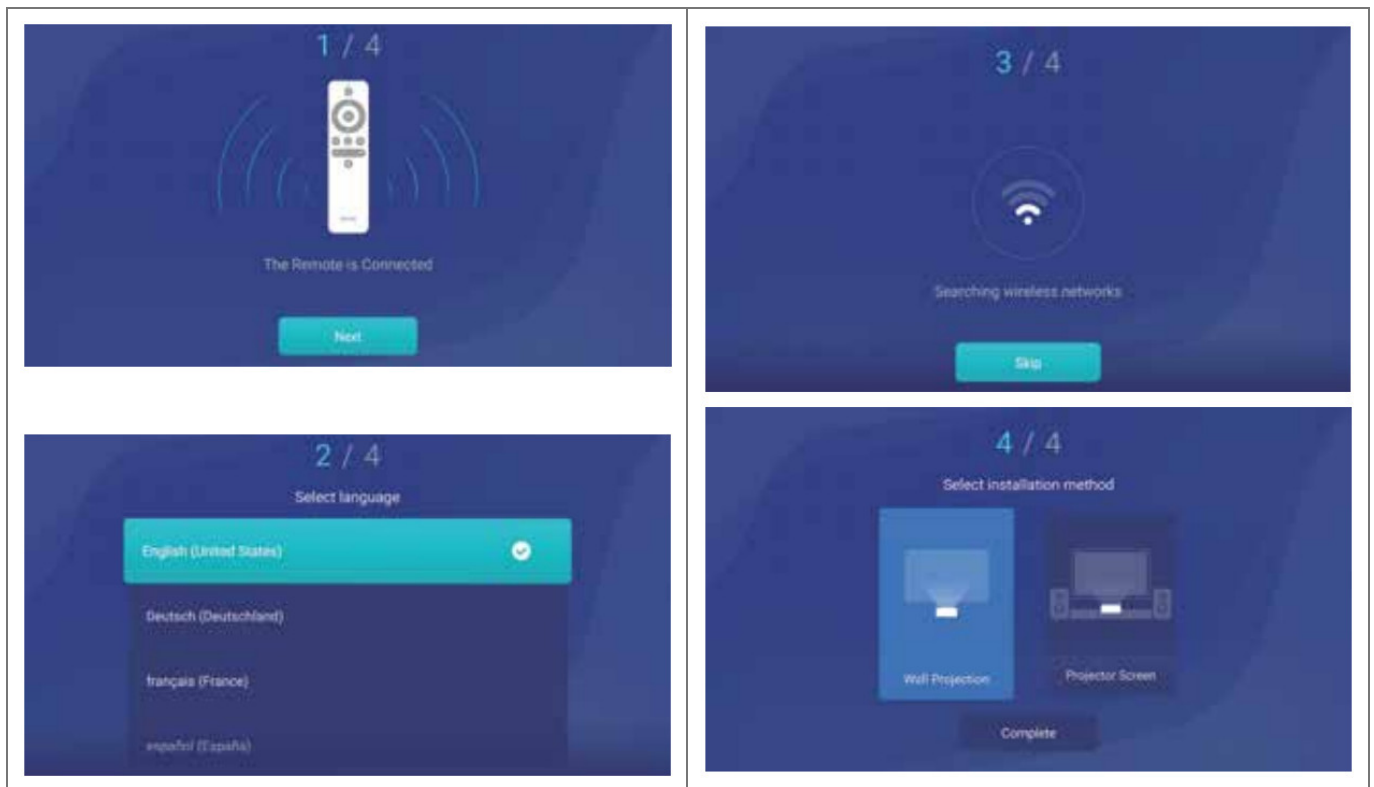 1 / 4
The Remote is Connected
Next
2 / 4
Select language
English (United States)
Deutsch (Deutschland)
français (France)
español (España)
3 / 4
Searching wireless networks
Skip
4 / 4
Select installation method
Wall Projection
Projector Screen
Complete